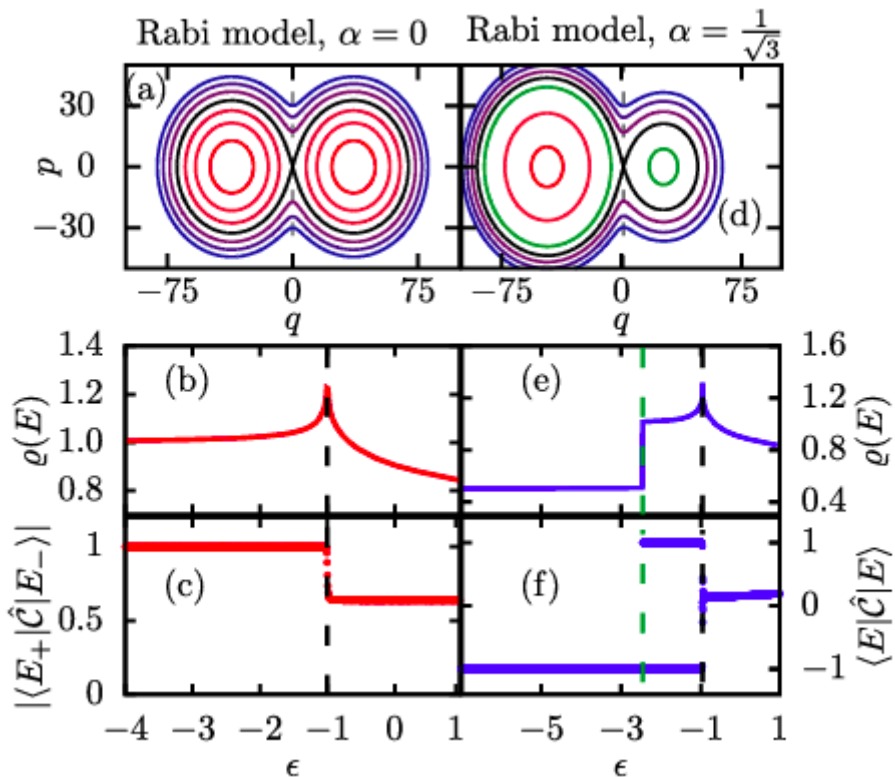 Rabi model, α = 0
Rabi model, α = 1/√3
(a)
(d)
p
30
0
−30
−75 0 75
−75 0 75
q
q
(b)
(e)
ϱ(E)
1.4
1.2
1.0
0.8
1.6
1.2
0.8
0.4
ϱ(E)
(c)
(f)
|⟨E₊|Ĉ|E₋⟩|
1
0.5
0
1
0
−1
⟨E|Ĉ|E⟩
−4 −3 −2 −1 0 1
−5 −3 −1 1
ϵ
ϵ